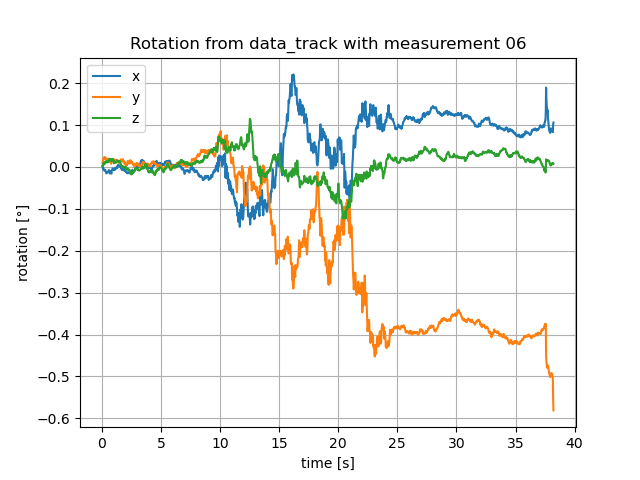 Rotation from data_track with measurement 06
x
y
z
0.2
0.1
0.0
−0.1
−0.2
−0.3
−0.4
−0.5
−0.6
rotation [°]
0 5 10 15 20 25 30 35 40
time [s]